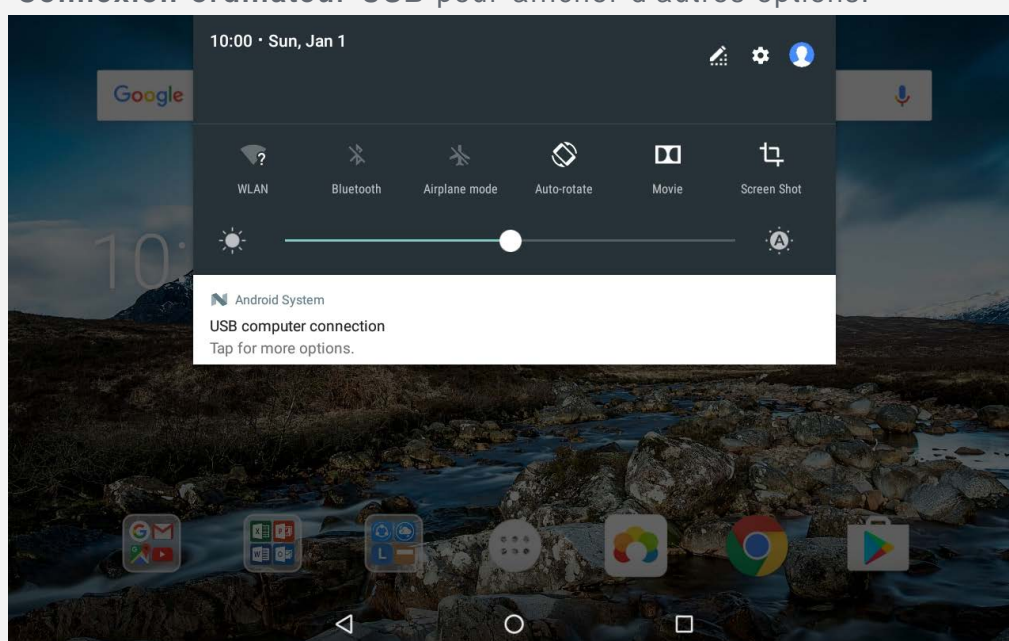 Connexion ordinateur USB pour afficher d'autres options.
10:00 · Sun, Jan 1
Google
WLAN Bluetooth Airplane mode Auto-rotate Movie Screen Shot
10:
Android System
USB computer connection
Tap for more options.